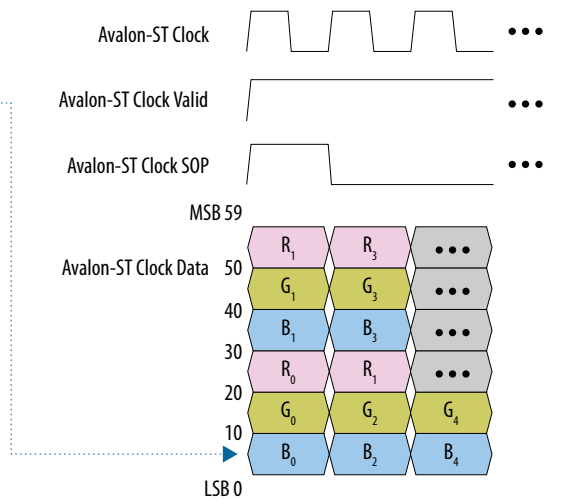 Avalon-ST Clock •••
Avalon-ST Clock Valid •••
Avalon-ST Clock SOP •••
MSB 59
Avalon-ST Clock Data
R₁ R₃ •••
50
G₁ G₃ •••
40
B₁ B₃ •••
30
R₀ R₁ •••
20
G₀ G₂ G₄
10
B₀ B₂ B₄
LSB 0